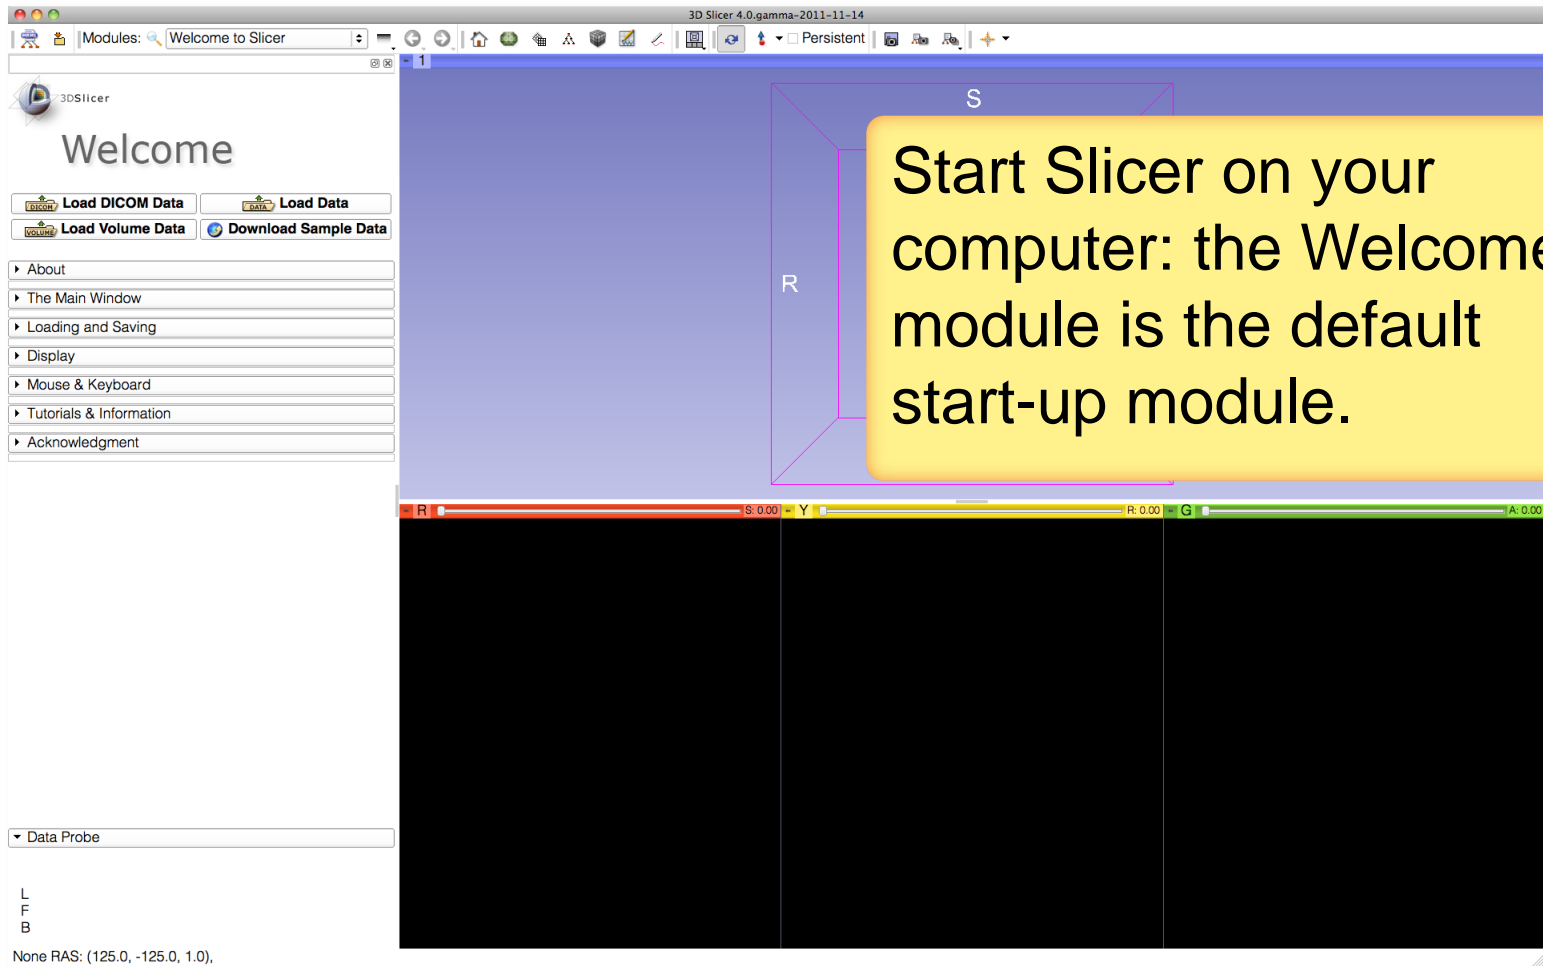 3D Slicer 4.0.gamma-2011-11-14
Modules: Welcome to Slicer
Persistent
1
3DSlicer
Welcome
Load DICOM Data
Load Data
Load Volume Data
Download Sample Data
About
The Main Window
Loading and Saving
Display
Mouse & Keyboard
Tutorials & Information
Acknowledgment
S
R
Start Slicer on your
computer: the Welcome
module is the default
start-up module.
R S: 0.00
Y R: 0.00
G A: 0.00
Data Probe
L
F
B
None RAS: (125.0, -125.0, 1.0),